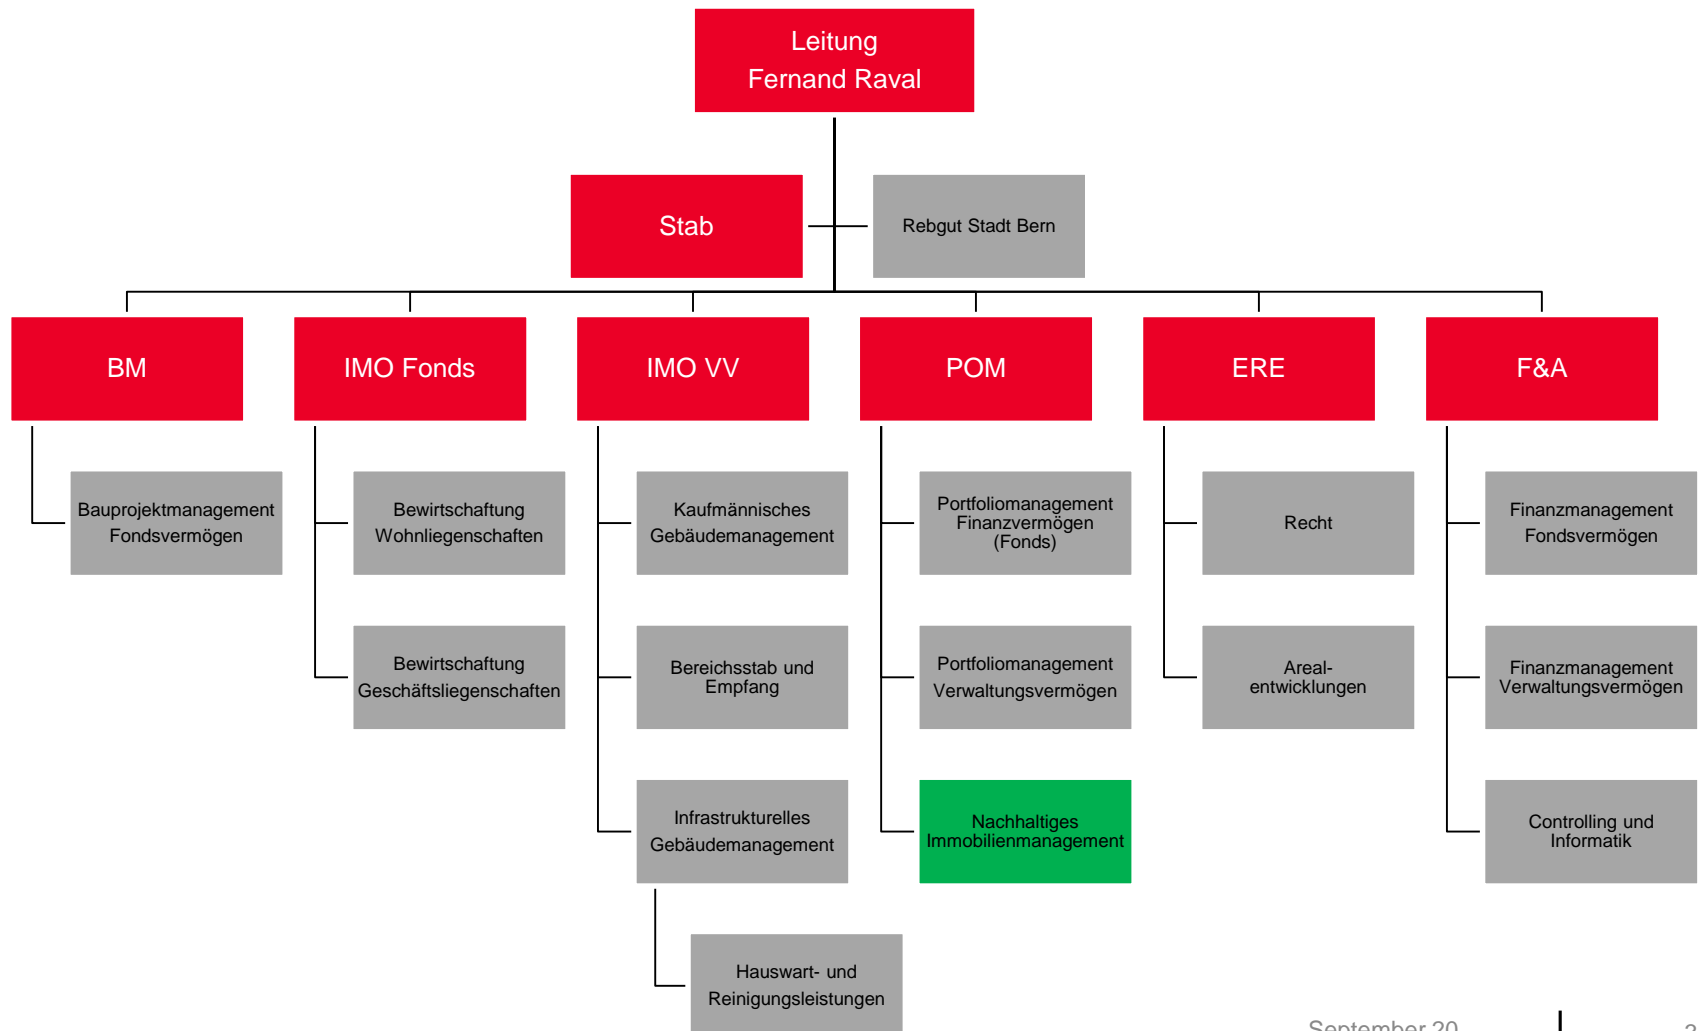 Leitung
Fernand Raval
Stab
Rebgut Stadt Bern
BM
IMO Fonds
IMO VV
POM
ERE
F&A
Bauprojektmanagement
Fondsvermögen
Bewirtschaftung
Wohnliegenschaften
Kaufmännisches
Gebäudemanagement
Portfoliomanagement
Finanzvermögen
(Fonds)
Recht
Finanzmanagement
Fondsvermögen
Bewirtschaftung
Geschäftsliegenschaften
Bereichsstab und
Empfang
Portfoliomanagement
Verwaltungsvermögen
Areal-
entwicklungen
Finanzmanagement
Verwaltungsvermögen
Infrastrukturelles
Gebäudemanagement
Nachhaltiges
Immobilienmanagement
Controlling und
Informatik
Hauswart- und
Reinigungsleistungen
September 20